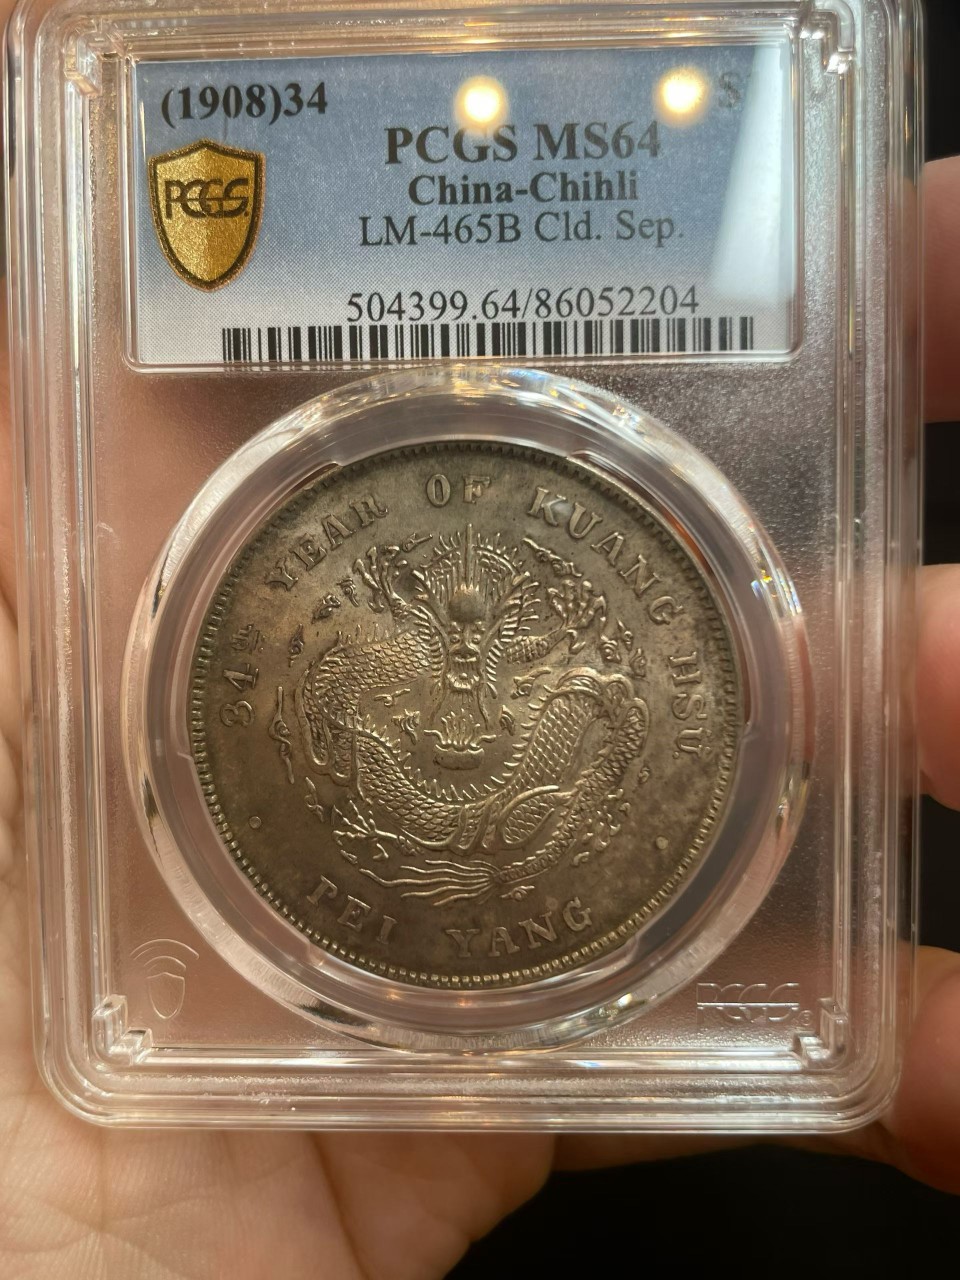 (1908)34 $1
PCGS MS64
PCGS
China-Chihli
LM-465B Cld. Sep.
504399.64/86052204
34TH YEAR OF KUANG HSÜ
PEI YANG
PCGS